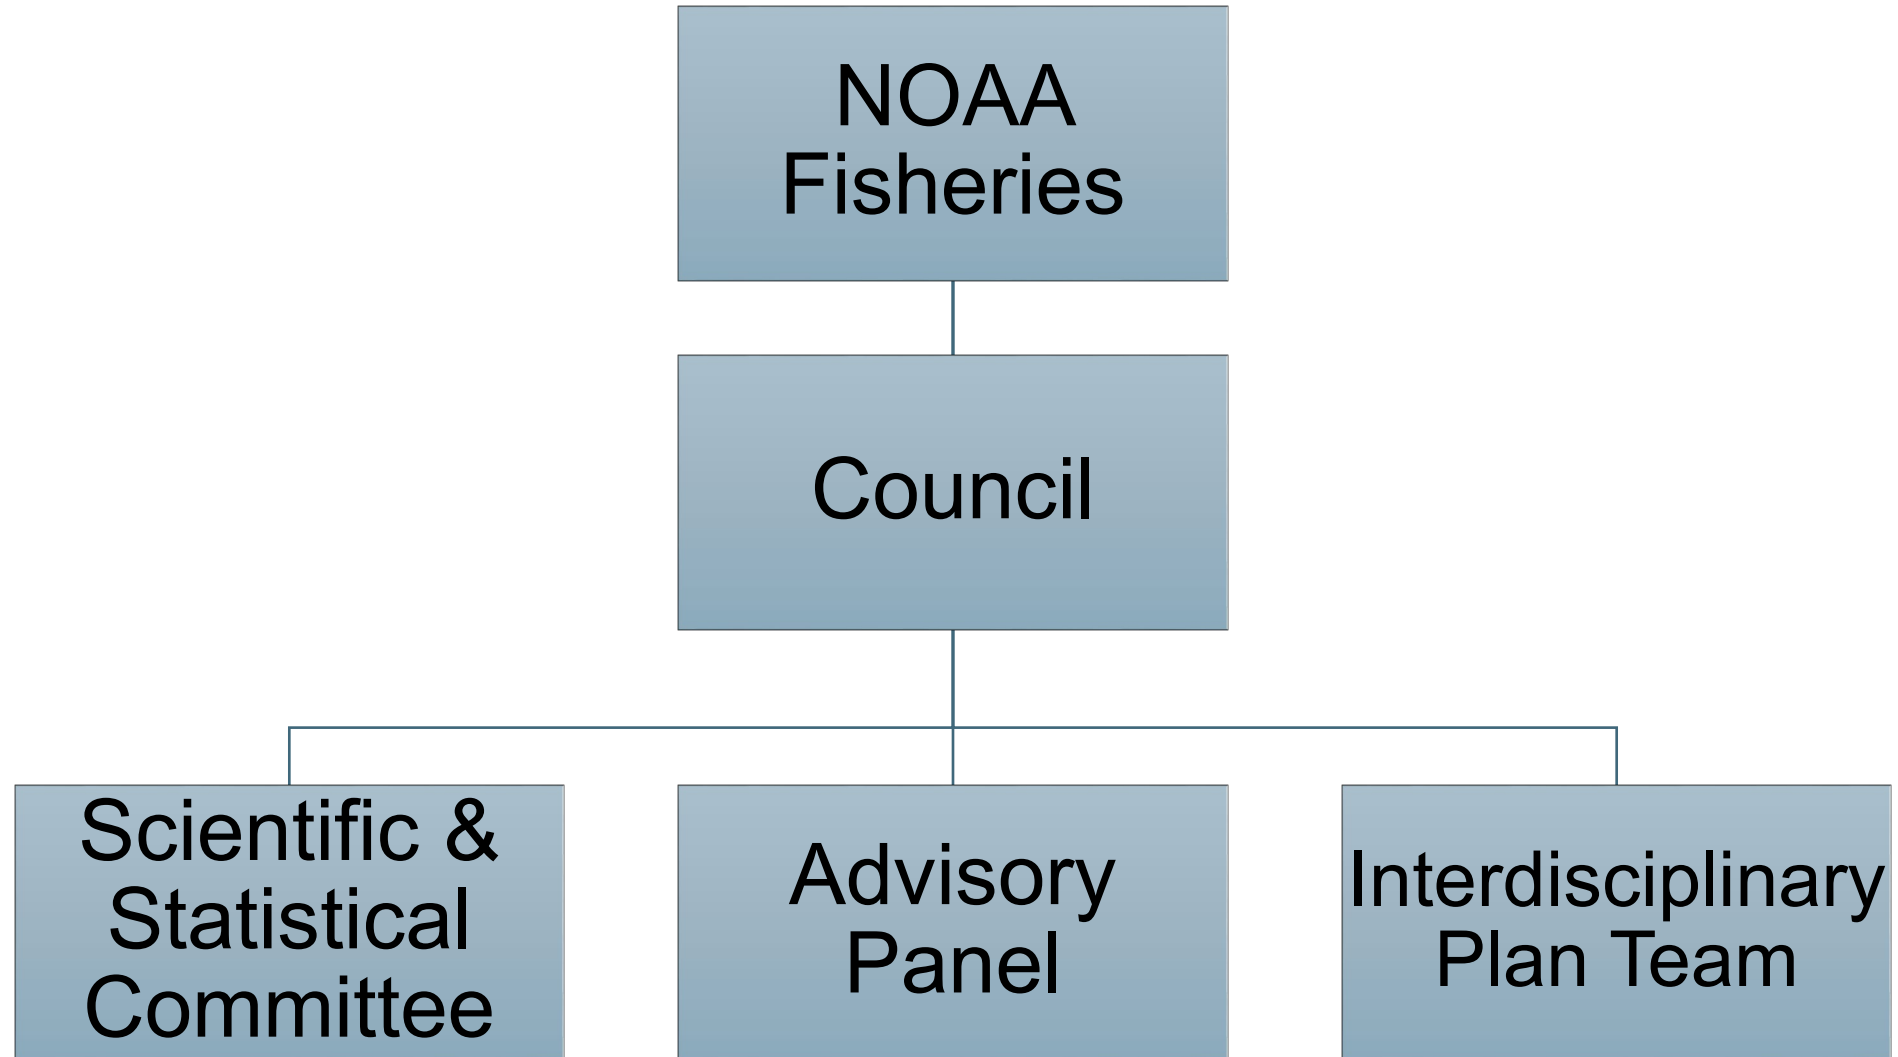 NOAA
Fisheries
Council
Scientific &
Statistical
Committee
Advisory
Panel
Interdisciplinary
Plan Team